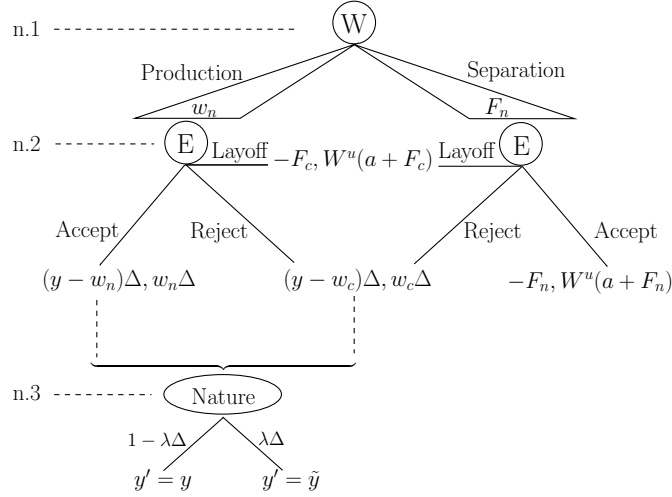 n.1 W
Production Separation
w_n F_n
n.2 E E
Layoff −F_c, W^u(a + F_c) Layoff
Accept Reject Reject Accept
(y − w_n)Δ, w_nΔ (y − w_c)Δ, w_cΔ −F_n, W^u(a + F_n)
n.3 Nature
1 − λΔ λΔ
y′ = y y′ = ỹ